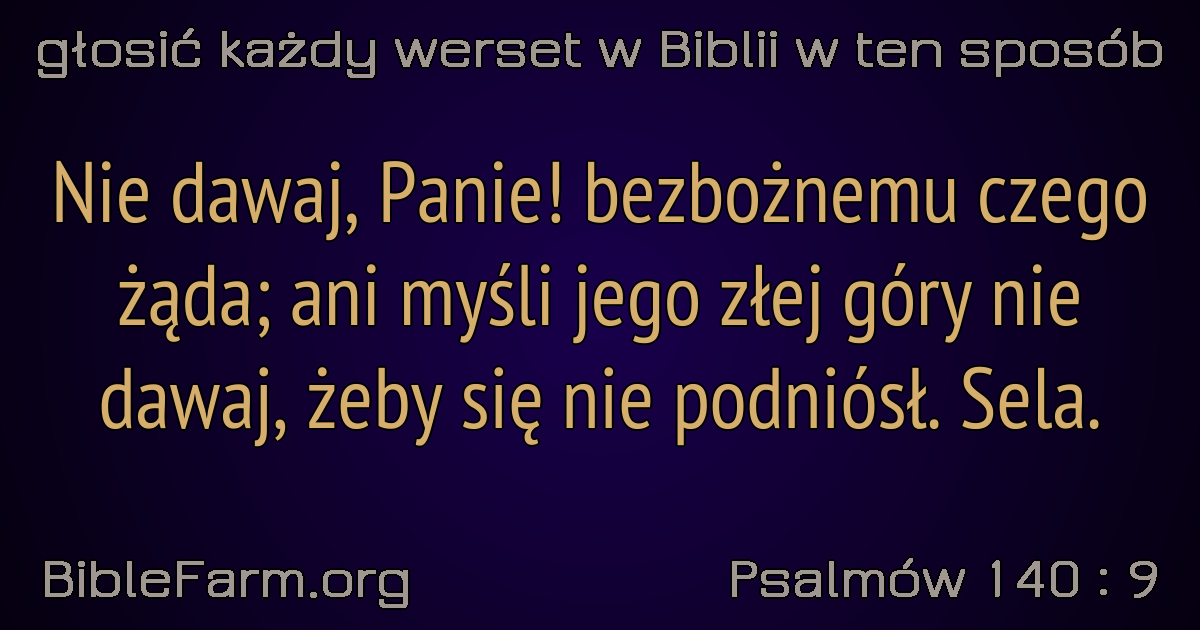 głosić każdy werset w Biblii w ten sposób
Nie dawaj, Panie! bezbożnemu czego
żąda; ani myśli jego złej góry nie
dawaj, żeby się nie podniósł. Sela.
BibleFarm.org
Psalmów 140 : 9